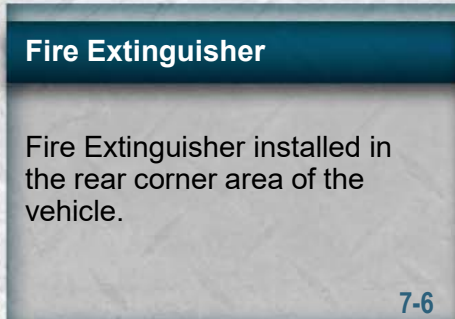 Fire Extinguisher
Fire Extinguisher installed in
the rear corner area of the
vehicle.
7-6